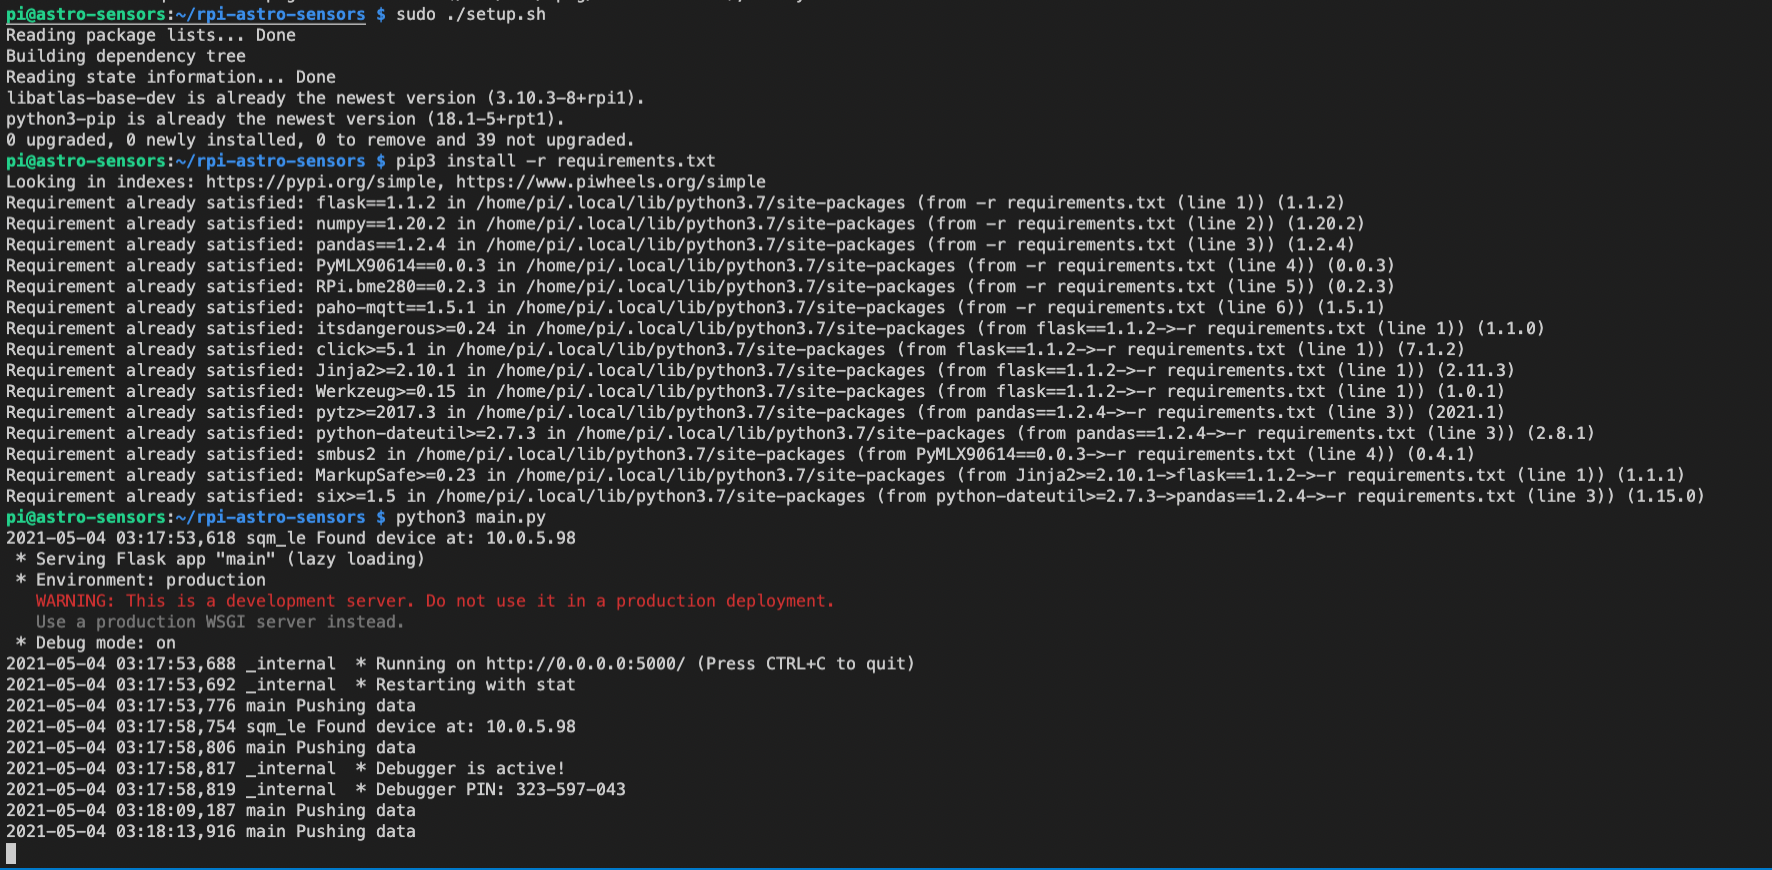 pi@astro-sensors:~/rpi-astro-sensors $ sudo ./setup.sh
Reading package lists... Done
Building dependency tree
Reading state information... Done
libatlas-base-dev is already the newest version (3.10.3-8+rpi1).
python3-pip is already the newest version (18.1-5+rpt1).
0 upgraded, 0 newly installed, 0 to remove and 39 not upgraded.
pi@astro-sensors:~/rpi-astro-sensors $ pip3 install -r requirements.txt
Looking in indexes: https://pypi.org/simple, https://www.piwheels.org/simple
Requirement already satisfied: flask==1.1.2 in /home/pi/.local/lib/python3.7/site-packages (from -r requirements.txt (line 1)) (1.1.2)
Requirement already satisfied: numpy==1.20.2 in /home/pi/.local/lib/python3.7/site-packages (from -r requirements.txt (line 2)) (1.20.2)
Requirement already satisfied: pandas==1.2.4 in /home/pi/.local/lib/python3.7/site-packages (from -r requirements.txt (line 3)) (1.2.4)
Requirement already satisfied: PyMLX90614==0.0.3 in /home/pi/.local/lib/python3.7/site-packages (from -r requirements.txt (line 4)) (0.0.3)
Requirement already satisfied: RPi.bme280==0.2.3 in /home/pi/.local/lib/python3.7/site-packages (from -r requirements.txt (line 5)) (0.2.3)
Requirement already satisfied: paho-mqtt==1.5.1 in /home/pi/.local/lib/python3.7/site-packages (from -r requirements.txt (line 6)) (1.5.1)
Requirement already satisfied: itsdangerous>=0.24 in /home/pi/.local/lib/python3.7/site-packages (from flask==1.1.2->-r requirements.txt (line 1)) (1.1.0)
Requirement already satisfied: click>=5.1 in /home/pi/.local/lib/python3.7/site-packages (from flask==1.1.2->-r requirements.txt (line 1)) (7.1.2)
Requirement already satisfied: Jinja2>=2.10.1 in /home/pi/.local/lib/python3.7/site-packages (from flask==1.1.2->-r requirements.txt (line 1)) (2.11.3)
Requirement already satisfied: Werkzeug>=0.15 in /home/pi/.local/lib/python3.7/site-packages (from flask==1.1.2->-r requirements.txt (line 1)) (1.0.1)
Requirement already satisfied: pytz>=2017.3 in /home/pi/.local/lib/python3.7/site-packages (from pandas==1.2.4->-r requirements.txt (line 3)) (2021.1)
Requirement already satisfied: python-dateutil>=2.7.3 in /home/pi/.local/lib/python3.7/site-packages (from pandas==1.2.4->-r requirements.txt (line 3)) (2.8.1)
Requirement already satisfied: smbus2 in /home/pi/.local/lib/python3.7/site-packages (from PyMLX90614==0.0.3->-r requirements.txt (line 4)) (0.4.1)
Requirement already satisfied: MarkupSafe>=0.23 in /home/pi/.local/lib/python3.7/site-packages (from Jinja2>=2.10.1->flask==1.1.2->-r requirements.txt (line 1)) (1.1.1)
Requirement already satisfied: six>=1.5 in /home/pi/.local/lib/python3.7/site-packages (from python-dateutil>=2.7.3->pandas==1.2.4->-r requirements.txt (line 3)) (1.15.0)
pi@astro-sensors:~/rpi-astro-sensors $ python3 main.py
2021-05-04 03:17:53,618 sqm_le Found device at: 10.0.5.98
 * Serving Flask app "main" (lazy loading)
 * Environment: production
   WARNING: This is a development server. Do not use it in a production deployment.
   Use a production WSGI server instead.
 * Debug mode: on
2021-05-04 03:17:53,688 _internal  * Running on http://0.0.0.0:5000/ (Press CTRL+C to quit)
2021-05-04 03:17:53,692 _internal  * Restarting with stat
2021-05-04 03:17:53,776 main Pushing data
2021-05-04 03:17:58,754 sqm_le Found device at: 10.0.5.98
2021-05-04 03:17:58,806 main Pushing data
2021-05-04 03:17:58,817 _internal  * Debugger is active!
2021-05-04 03:17:58,819 _internal  * Debugger PIN: 323-597-043
2021-05-04 03:18:09,187 main Pushing data
2021-05-04 03:18:13,916 main Pushing data